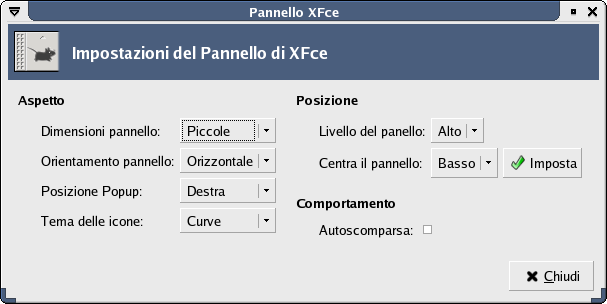 Pannello XFce
Impostazioni del Pannello di XFce
Aspetto
Dimensioni pannello: Piccole
Orientamento pannello: Orizzontale
Posizione Popup: Destra
Tema delle icone: Curve
Posizione
Livello del panello: Alto
Centra il pannello: Basso Imposta
Comportamento
Autoscomparsa:
Chiudi